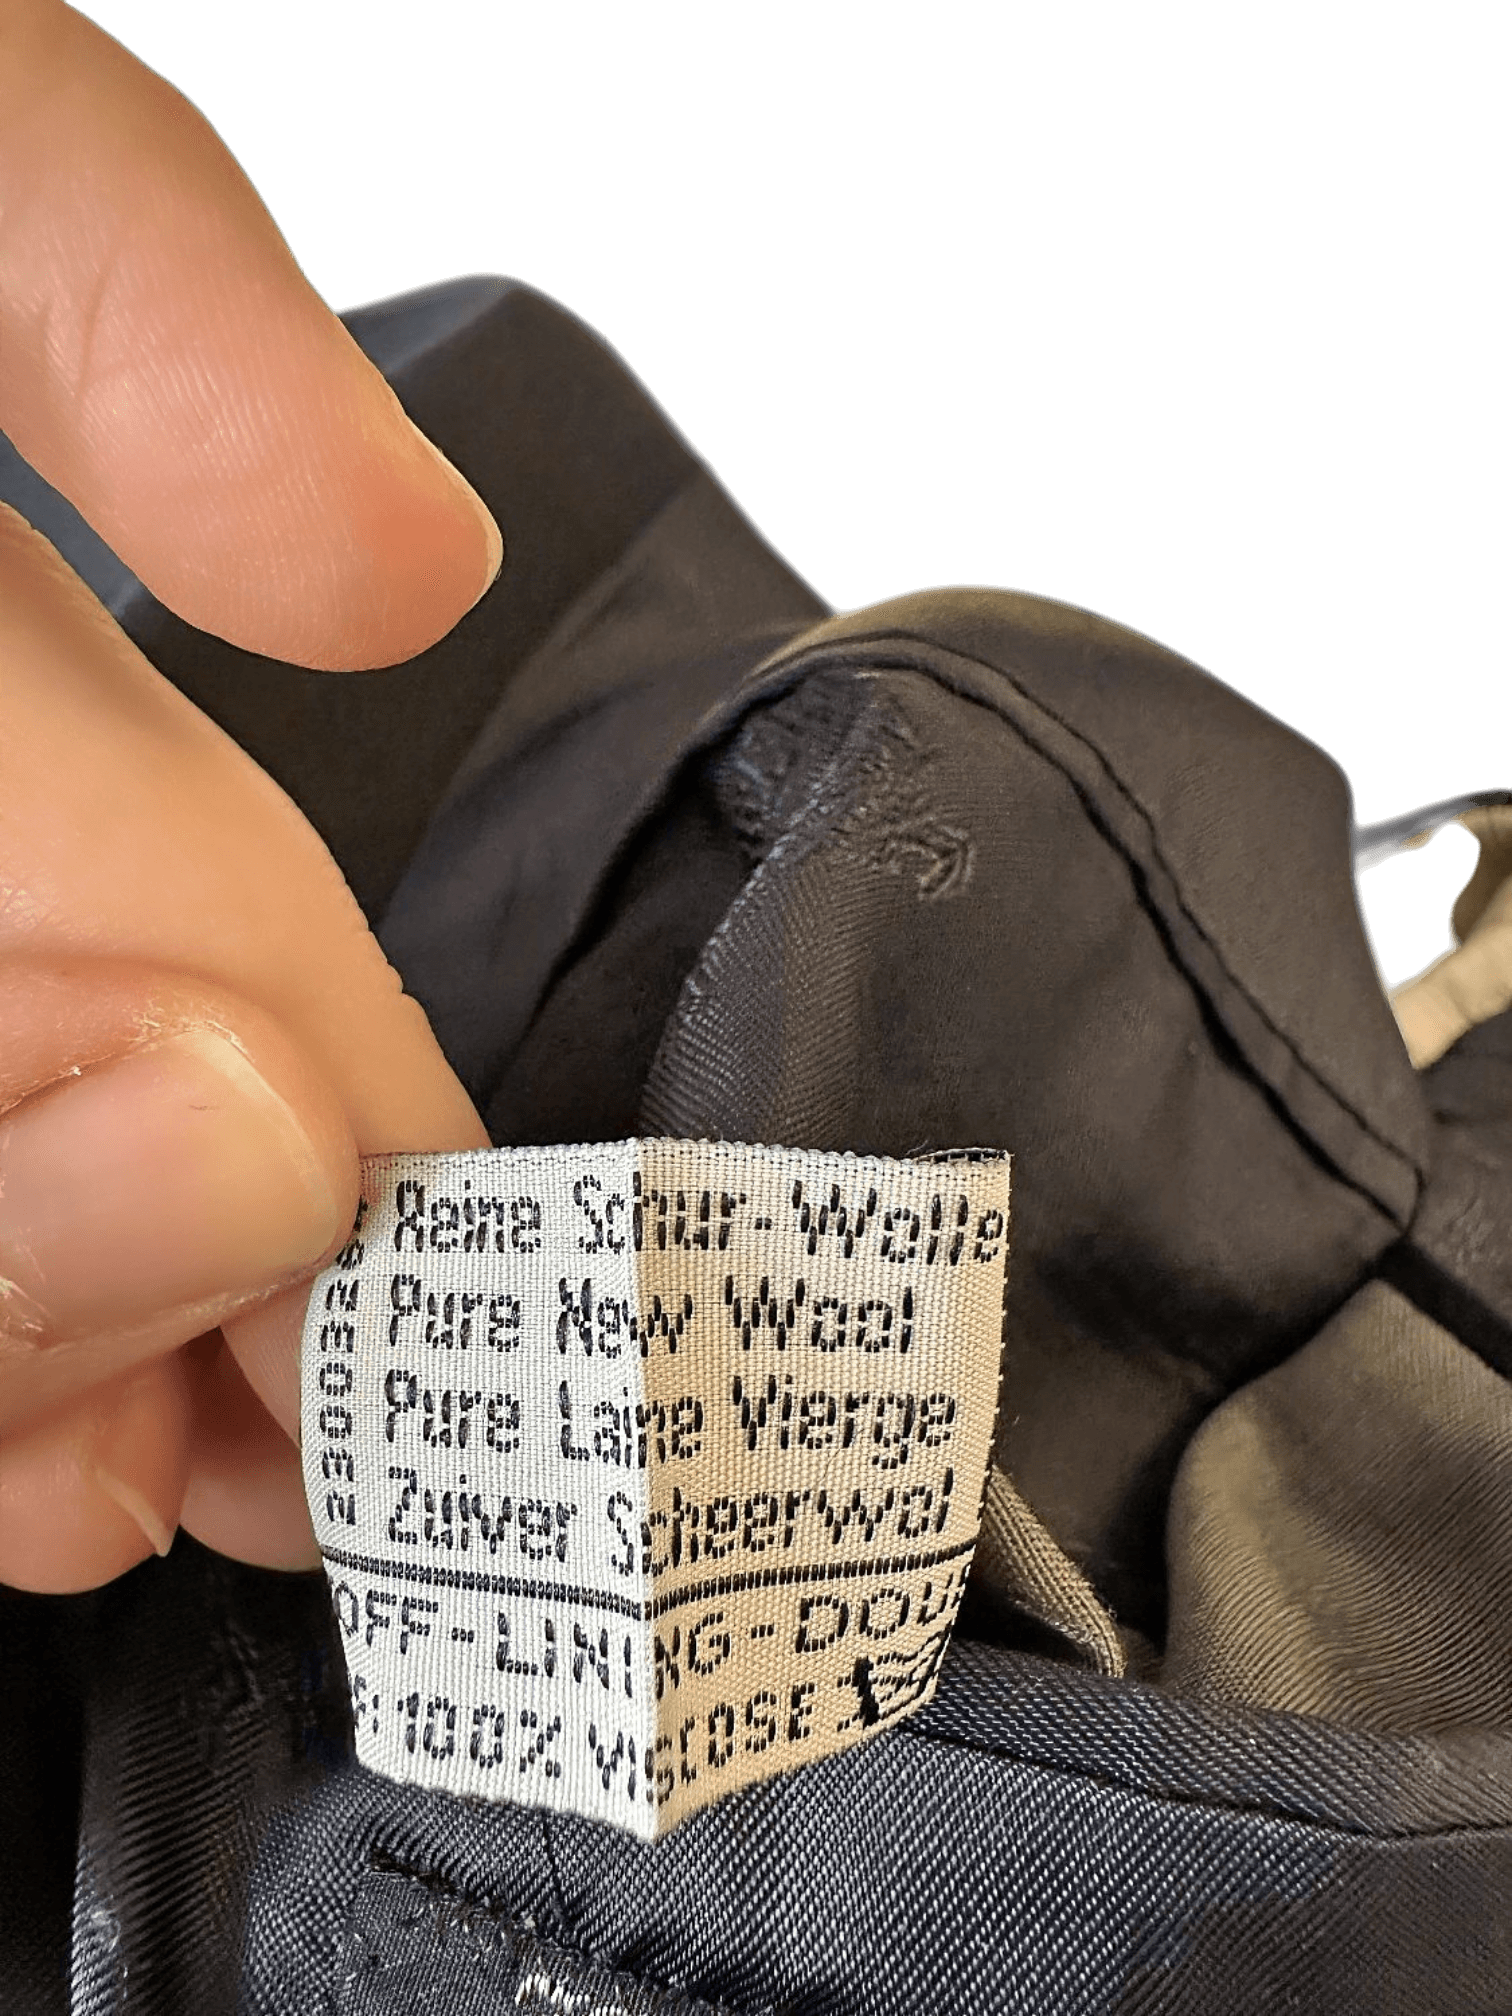 Reine Schur-Wolle
Pure New Wool
Pure Laine Vierge
Zuiver Scheerwol
OFF-LINING-DOU
100% VISCOSE